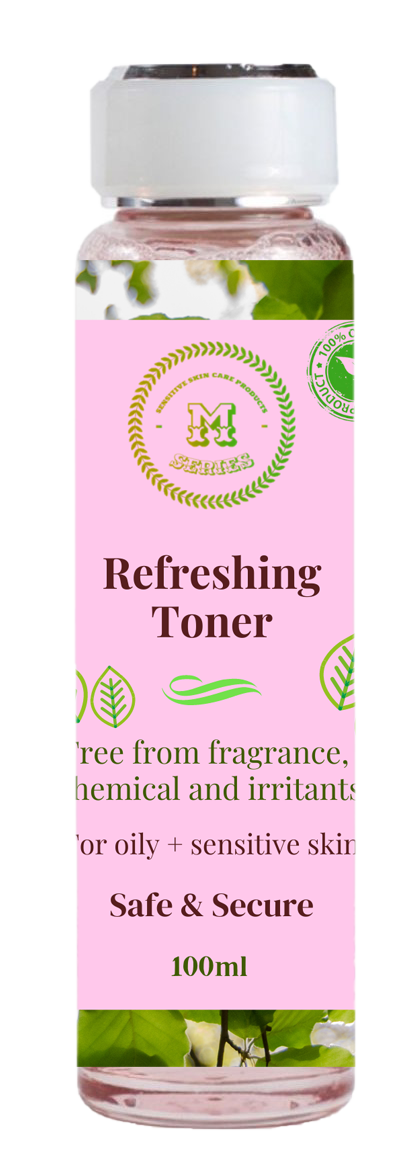 100%
PRODUCT
SENSITIVE SKIN CARE PRODUCTS
M
SERIES
Refreshing
Toner
ree from fragrance,
hemical and irritants
or oily + sensitive skin
Safe & Secure
100ml